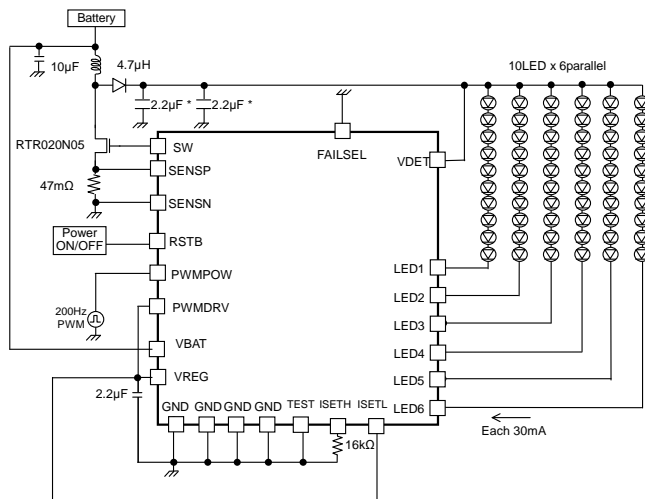 Battery
10µF
4.7µH
10LED x 6parallel
2.2µF *
2.2µF *
RTR020N05
SW
FAILSEL
SENSP
VDET
47mΩ
SENSN
Power
ON/OFF
RSTB
LED1
PWMPOW
LED2
200Hz
PWM
PWMDRV
LED3
VBAT
LED4
VREG
LED5
2.2µF
GND
GND
GND
GND
TEST
ISETH
ISETL
LED6
16kΩ
Each 30mA